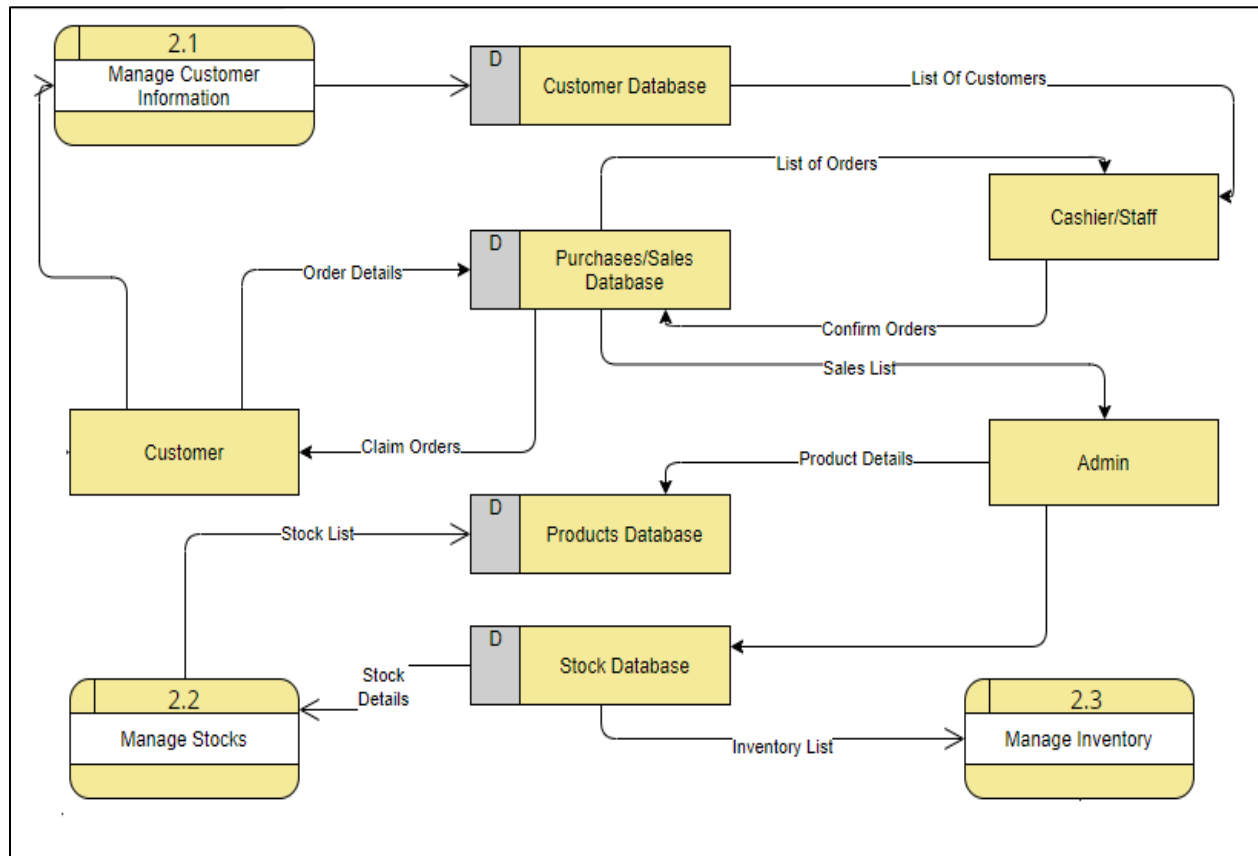 2.1
Manage Customer
Information
D
Customer Database
List Of Customers
List of Orders
Cashier/Staff
D
Purchases/Sales
Database
Order Details
Confirm Orders
Sales List
Customer
Claim Orders
Product Details
Admin
D
Products Database
Stock List
D
Stock Database
Stock
Details
2.2
Manage Stocks
Inventory List
2.3
Manage Inventory